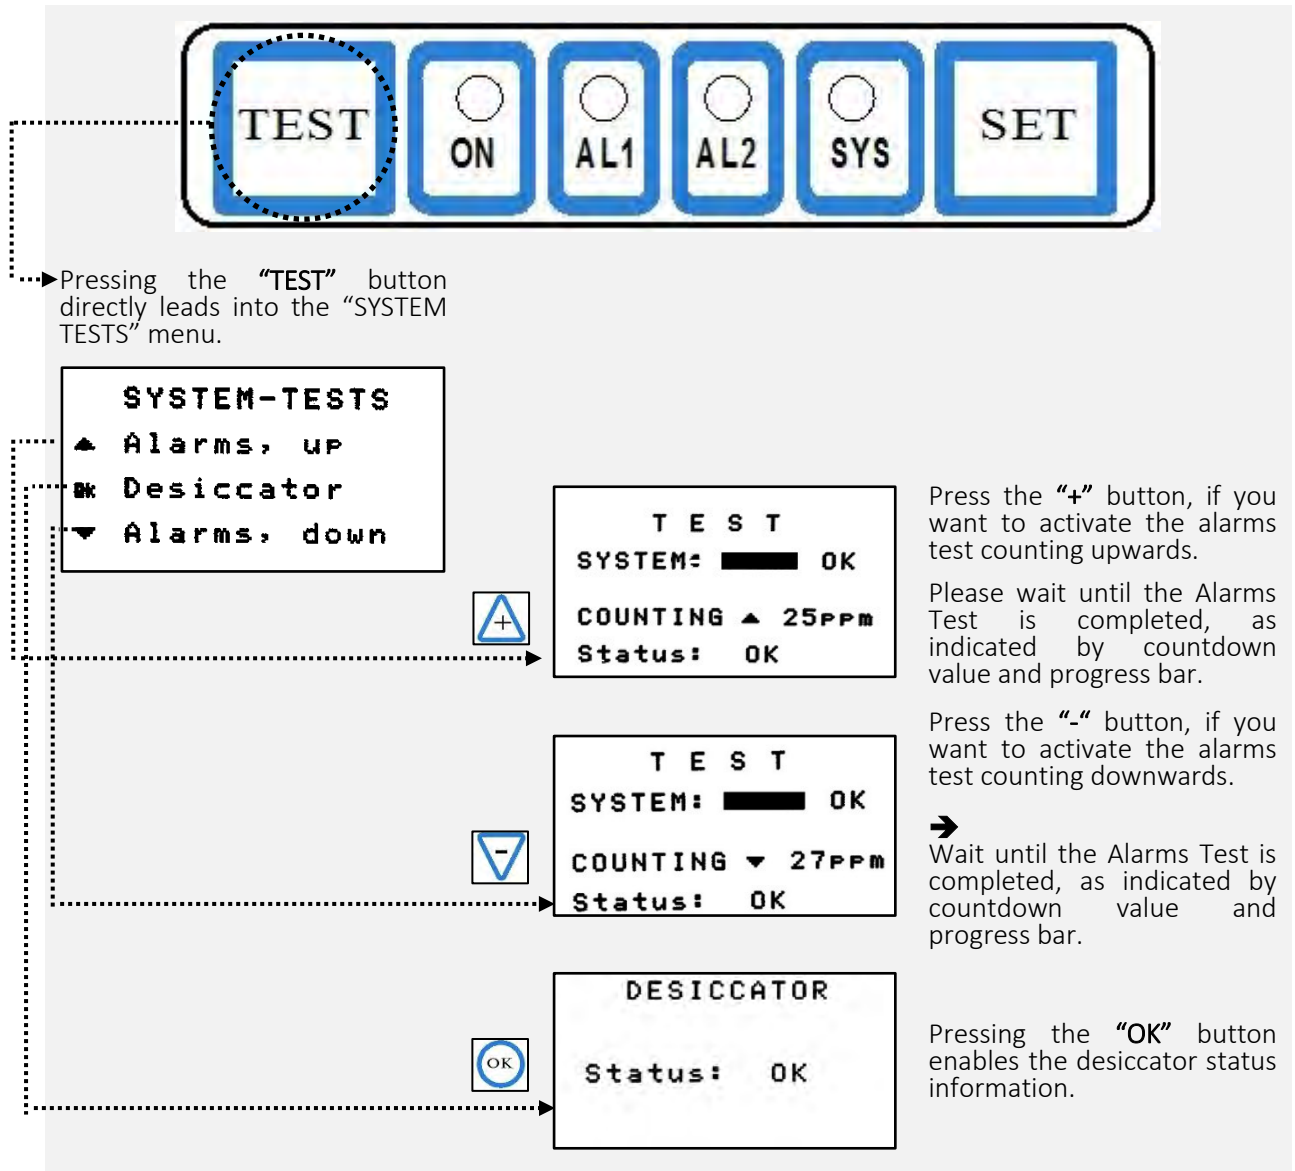 TEST ON AL1 AL2 SYS SET
Pressing the “TEST” button
directly leads into the “SYSTEM
TESTS” menu.
SYSTEM-TESTS
▲ Alarms, up
OK Desiccator
▼ Alarms, down
+
T E S T
SYSTEM: OK
COUNTING ▲ 25ppm
Status: OK
Press the “+” button, if you
want to activate the alarms
test counting upwards.
Please wait until the Alarms
Test is completed, as
indicated by countdown
value and progress bar.
-
T E S T
SYSTEM: OK
COUNTING ▼ 27ppm
Status: OK
Press the “-“ button, if you
want to activate the alarms
test counting downwards.
➔
Wait until the Alarms Test is
completed, as indicated by
countdown value and
progress bar.
OK
DESICCATOR
Status: OK
Pressing the “OK” button
enables the desiccator status
information.